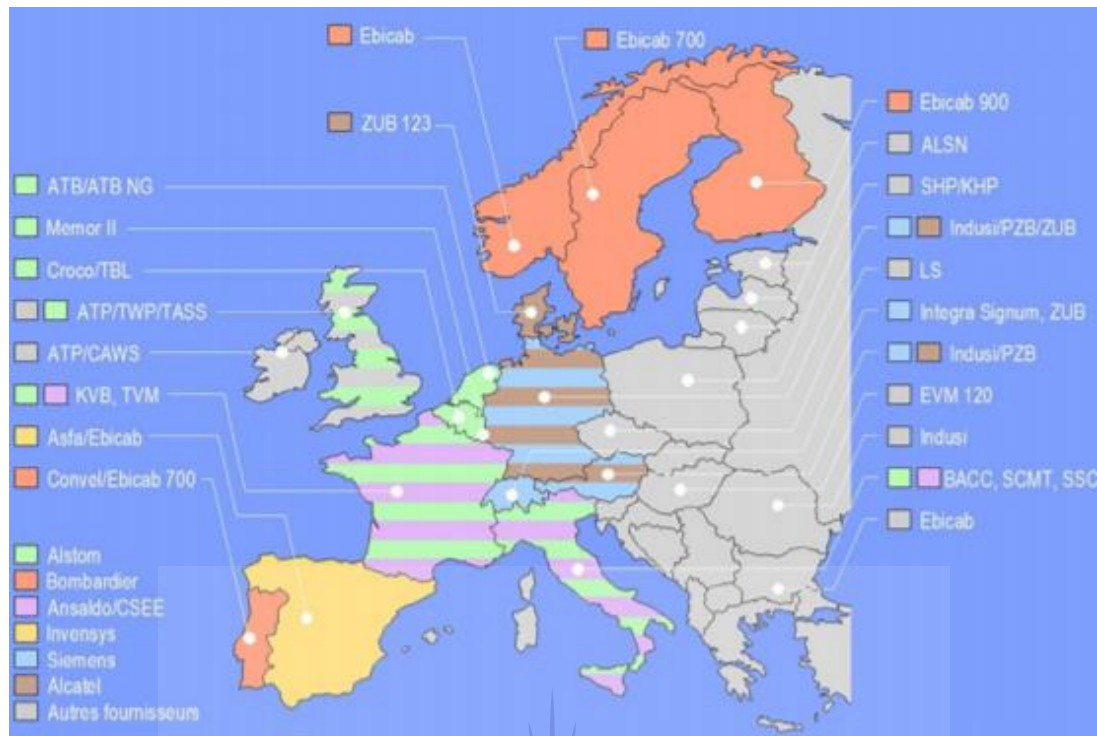 Ebicab
Ebicab 700
ZUB 123
ATB/ATB NG
Memor II
Croco/TBL
ATP/TWP/TASS
ATP/CAWS
KVB, TVM
Asfa/Ebicab
Convel/Ebicab 700
Ebicab 900
ALSN
SHP/KHP
Indusi/PZB/ZUB
LS
Integra Signum, ZUB
Indusi/PZB
EVM 120
Indusi
BACC, SCMT, SSC
Ebicab
Alstom
Bombardier
Ansaldo/CSEE
Invensys
Siemens
Alcatel
Autres fournisseurs